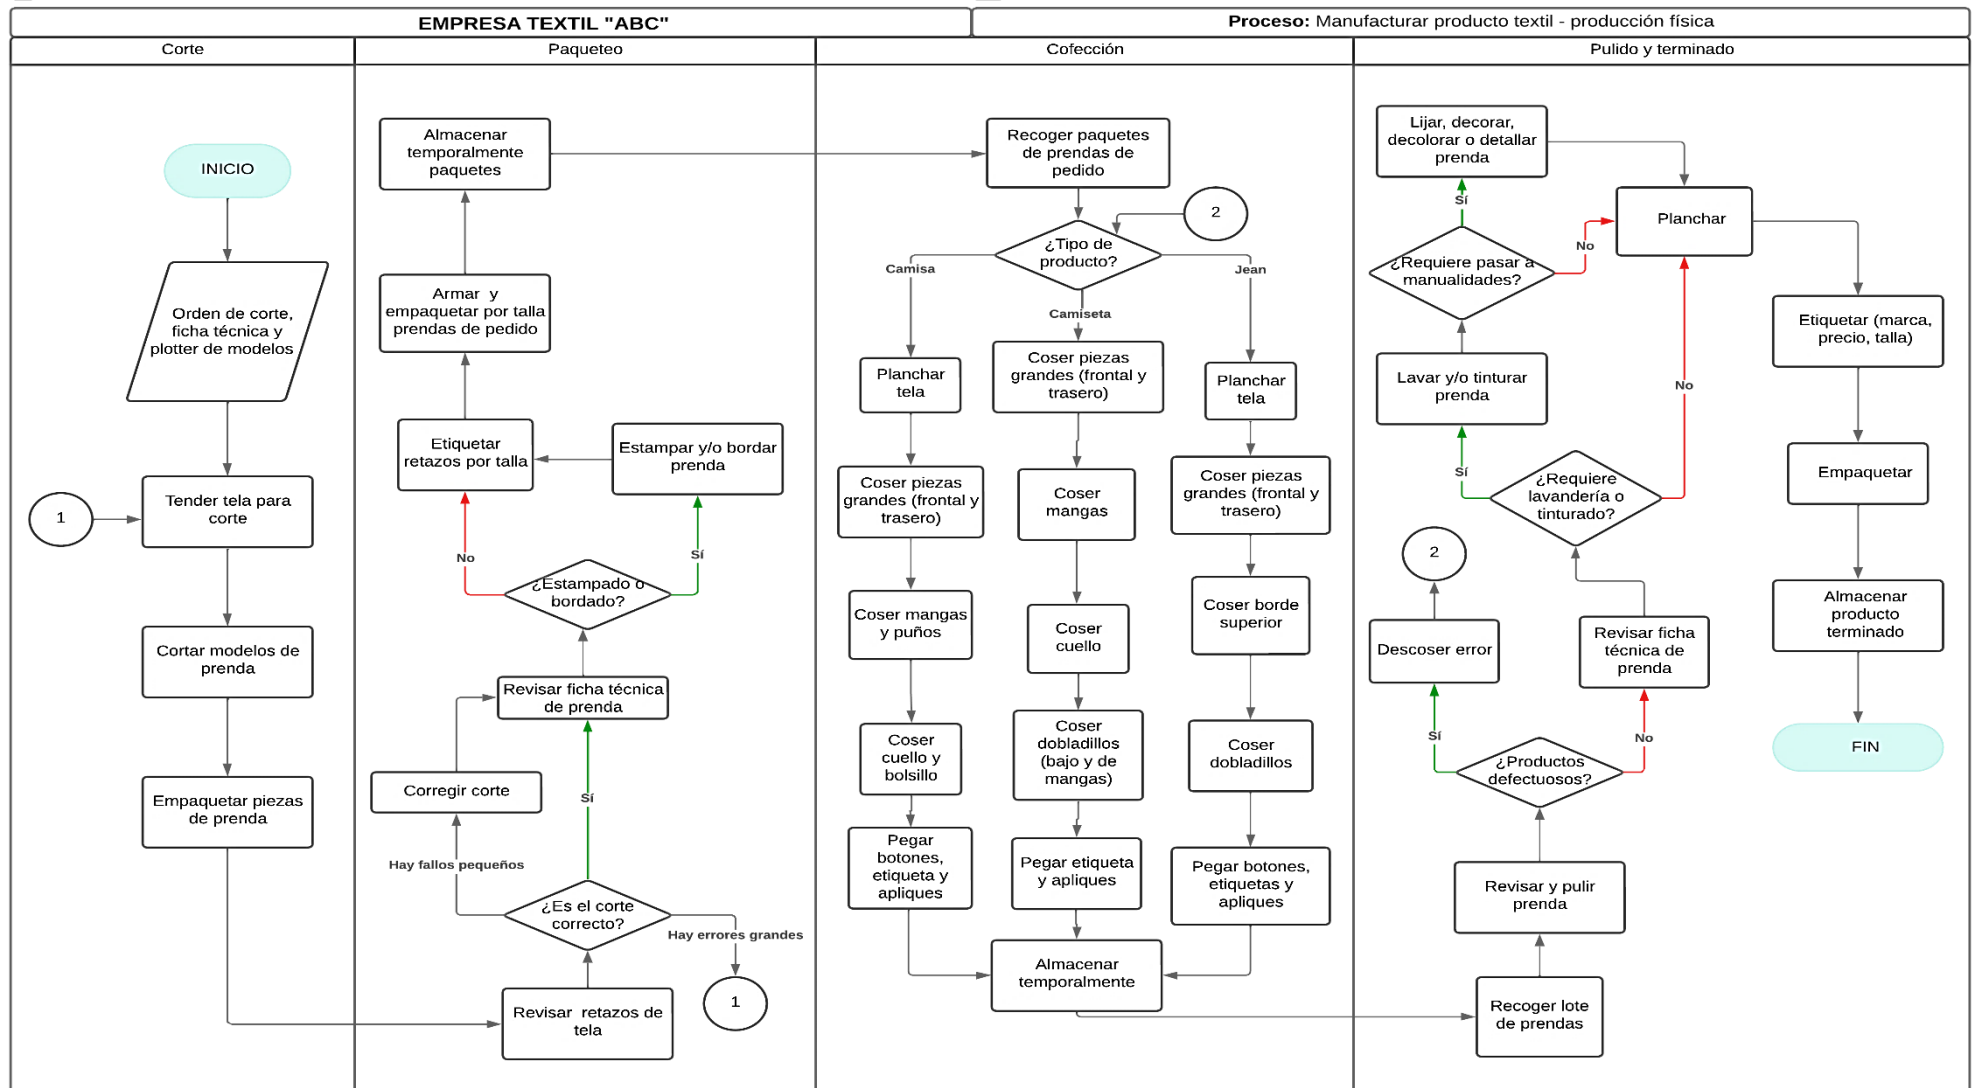 EMPRESA TEXTIL "ABC"
Proceso: Manufacturar producto textil - producción física
Corte
Paqueteo
Cofección
Pulido y terminado
INICIO
Orden de corte,
ficha técnica y
plotter de modelos
1
Tender tela para
corte
Cortar modelos de
prenda
Empaquetar piezas
de prenda
Almacenar
temporalmente
paquetes
Armar y
empaquetar por talla
prendas de pedido
Etiquetar
retazos por talla
Estampar y/o bordar
prenda
No
Sí
¿Estampado o
bordado?
Revisar ficha técnica
de prenda
Corregir corte
Sí
Hay fallos pequeños
¿Es el corte
correcto?
Hay errores grandes
1
Revisar retazos de
tela
Recoger paquetes
de prendas de
pedido
2
¿Tipo de
producto?
Camisa
Camiseta
Jean
Planchar
tela
Coser piezas
grandes (frontal y
trasero)
Coser mangas
y puños
Coser
cuello y
bolsillo
Pegar
botones,
etiqueta y
apliques
Coser piezas
grandes (frontal y
trasero)
Coser
mangas
Coser
cuello
Coser
dobladillos
(bajo y de
mangas)
Pegar etiqueta
y apliques
Planchar
tela
Coser piezas
grandes (frontal y
trasero)
Coser borde
superior
Coser
dobladillos
Pegar botones,
etiquetas y
apliques
Almacenar
temporalmente
Lijar, decorar,
decolorar o detallar
prenda
Sí
¿Requiere pasar a
manualidades?
No
Planchar
Lavar y/o tinturar
prenda
No
Sí
¿Requiere
lavandería o
tinturado?
2
Descoser error
Revisar ficha
técnica de
prenda
Sí
No
¿Productos
defectuosos?
Revisar y pulir
prenda
Recoger lote
de prendas
Etiquetar (marca,
precio, talla)
Empaquetar
Almacenar
producto
terminado
FIN